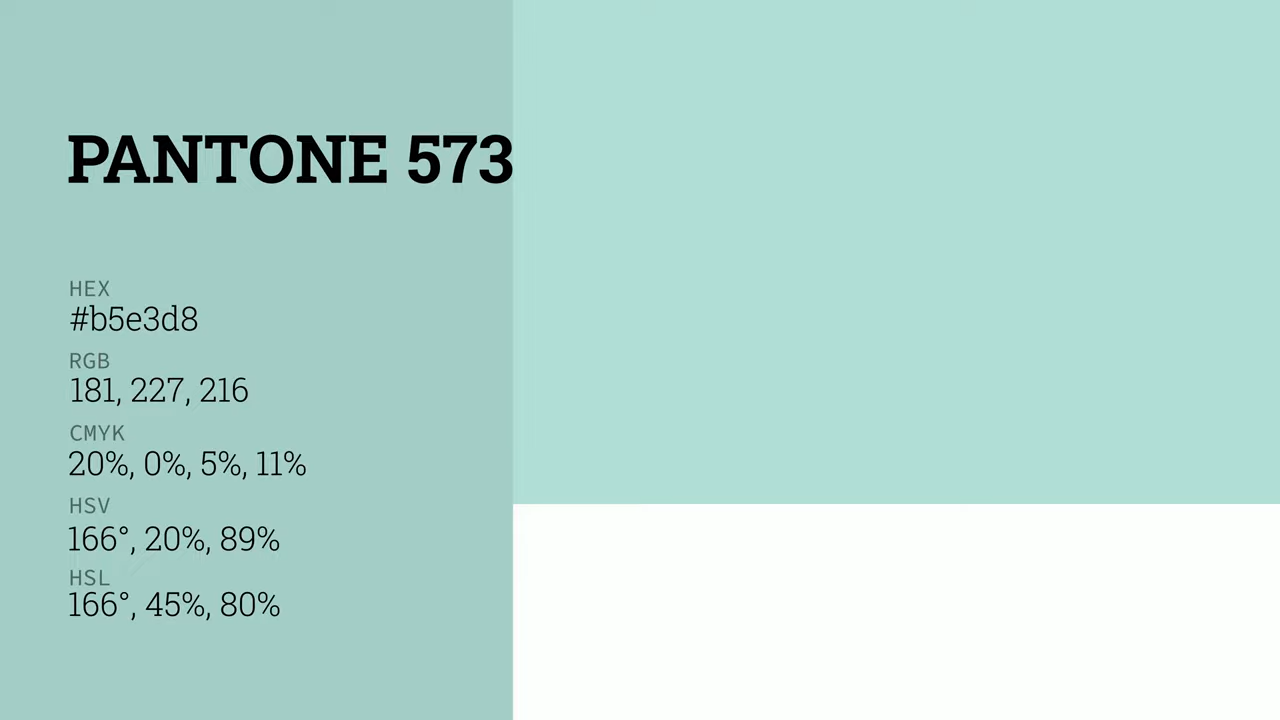 PANTONE 573
HEX
#b5e3d8
RGB
181, 227, 216
CMYK
20%, 0%, 5%, 11%
HSV
166°, 20%, 89%
HSL
166°, 45%, 80%